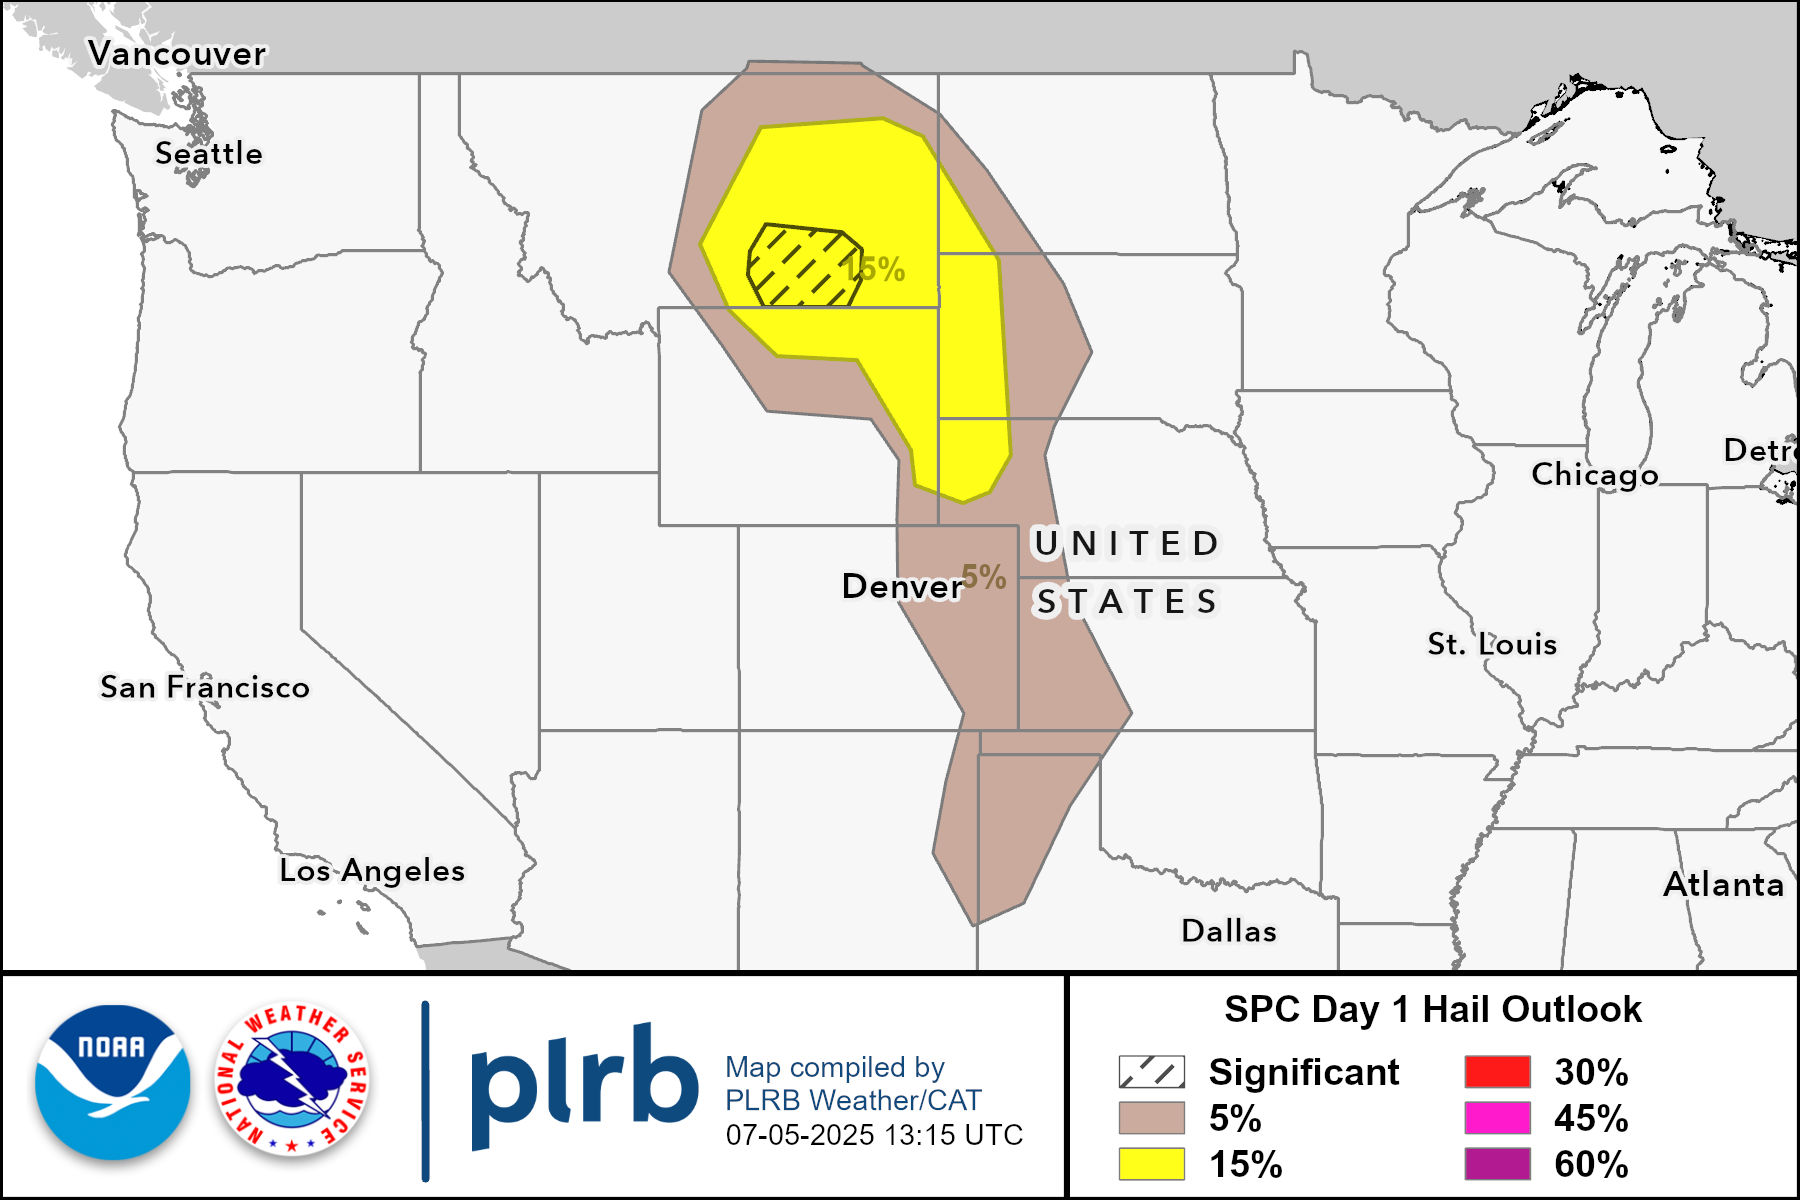 Vancouver
Seattle
15%
Chicago
Detr
UNITED
Denver
5%
STATES
St. Louis
San Francisco
Los Angeles
Atlanta
Dallas
NOAA
NATIONAL WEATHER SERVICE
plrb
Map compiled by
PLRB Weather/CAT
07-05-2025 13:15 UTC
SPC Day 1 Hail Outlook
Significant
30%
5%
45%
15%
60%